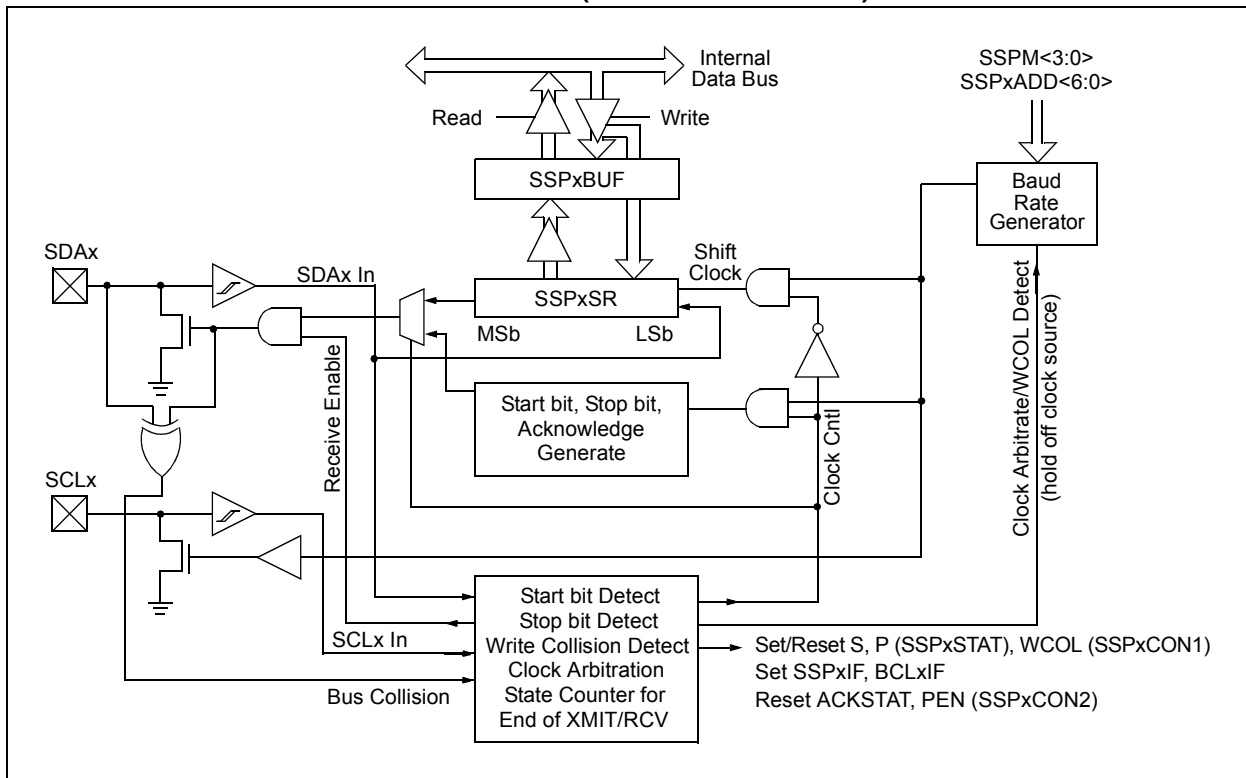 Internal
Data Bus
SSPM<3:0>
SSPxADD<6:0>
Read
Write
SSPxBUF
Baud
Rate
Generator
SDAx
SDAx In
Shift
Clock
SSPxSR
MSb
LSb
Start bit, Stop bit,
Acknowledge
Generate
Receive Enable
Clock Cntl
Clock Arbitrate/WCOL Detect
(hold off clock source)
SCLx
SCLx In
Bus Collision
Start bit Detect
Stop bit Detect
Write Collision Detect
Clock Arbitration
State Counter for
End of XMIT/RCV
Set/Reset S, P (SSPxSTAT), WCOL (SSPxCON1)
Set SSPxIF, BCLxIF
Reset ACKSTAT, PEN (SSPxCON2)